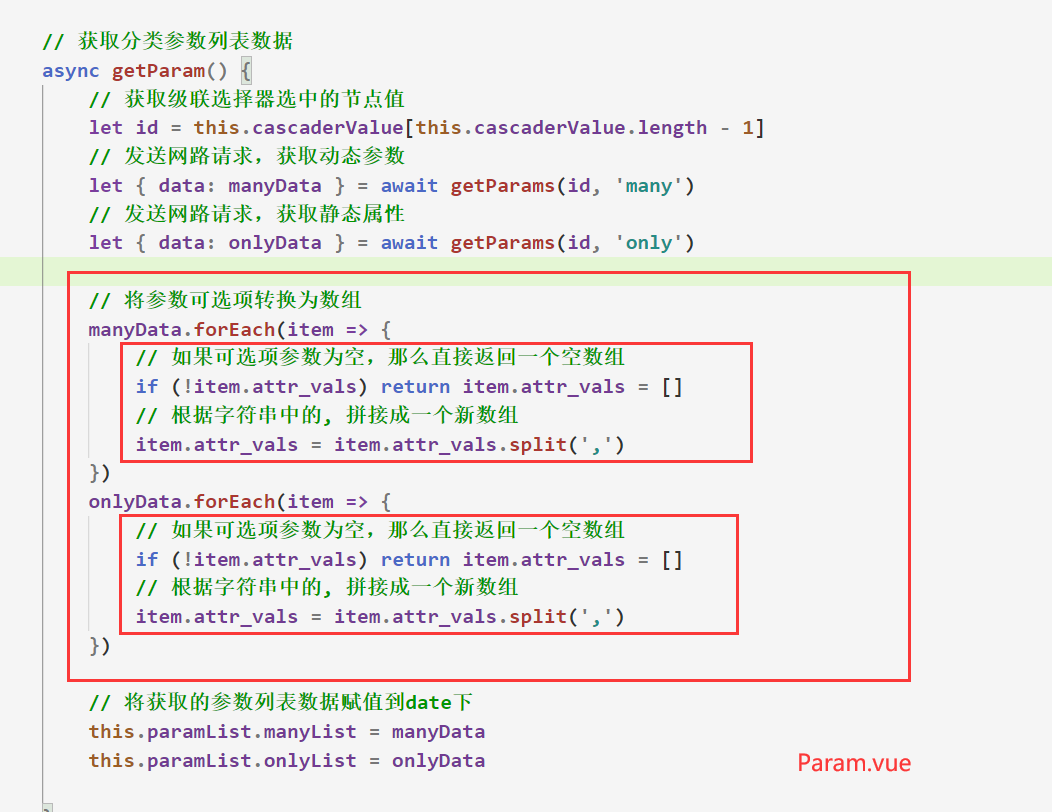 // 获取分类参数列表数据
async getParam() {
// 获取级联选择器选中的节点值
let id = this.cascaderValue[this.cascaderValue.length - 1]
// 发送网路请求，获取动态参数
let { data: manyData } = await getParams(id, 'many')
// 发送网路请求，获取静态属性
let { data: onlyData } = await getParams(id, 'only')
// 将参数可选项转换为数组
manyData.forEach(item => {
// 如果可选项参数为空，那么直接返回一个空数组
if (!item.attr_vals) return item.attr_vals = []
// 根据字符串中的, 拼接成一个新数组
item.attr_vals = item.attr_vals.split(',')
})
onlyData.forEach(item => {
// 如果可选项参数为空，那么直接返回一个空数组
if (!item.attr_vals) return item.attr_vals = []
// 根据字符串中的, 拼接成一个新数组
item.attr_vals = item.attr_vals.split(',')
})
// 将获取的参数列表数据赋值到date下
this.paramList.manyList = manyData
this.paramList.onlyList = onlyData
Param.vue